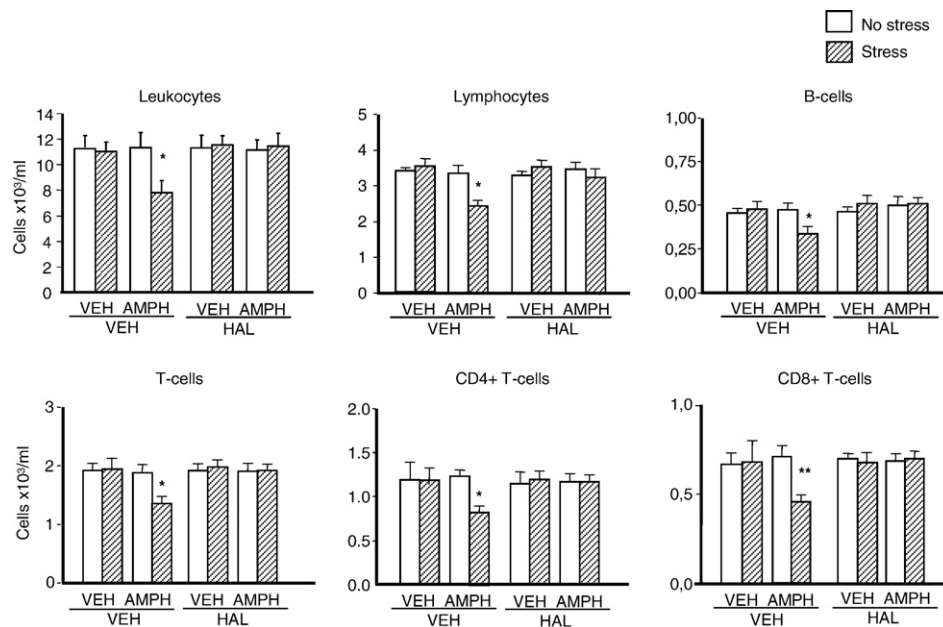 No stress
Stress
Leukocytes
Cells x10³/ml
14
12
10
8
6
4
2
0
*
VEH AMPH VEH AMPH
VEH HAL
Lymphocytes
5
4
3
2
1
0
*
VEH AMPH VEH AMPH
VEH HAL
B-cells
1,00
0,75
0,50
0,25
0,00
*
VEH AMPH VEH AMPH
VEH HAL
T-cells
Cells x10³/ml
3
2
1
0
*
VEH AMPH VEH AMPH
VEH HAL
CD4+ T-cells
2.0
1.5
1.0
0.5
0.0
*
VEH AMPH VEH AMPH
VEH HAL
CD8+ T-cells
1,0
0,5
0,0
**
VEH AMPH VEH AMPH
VEH HAL